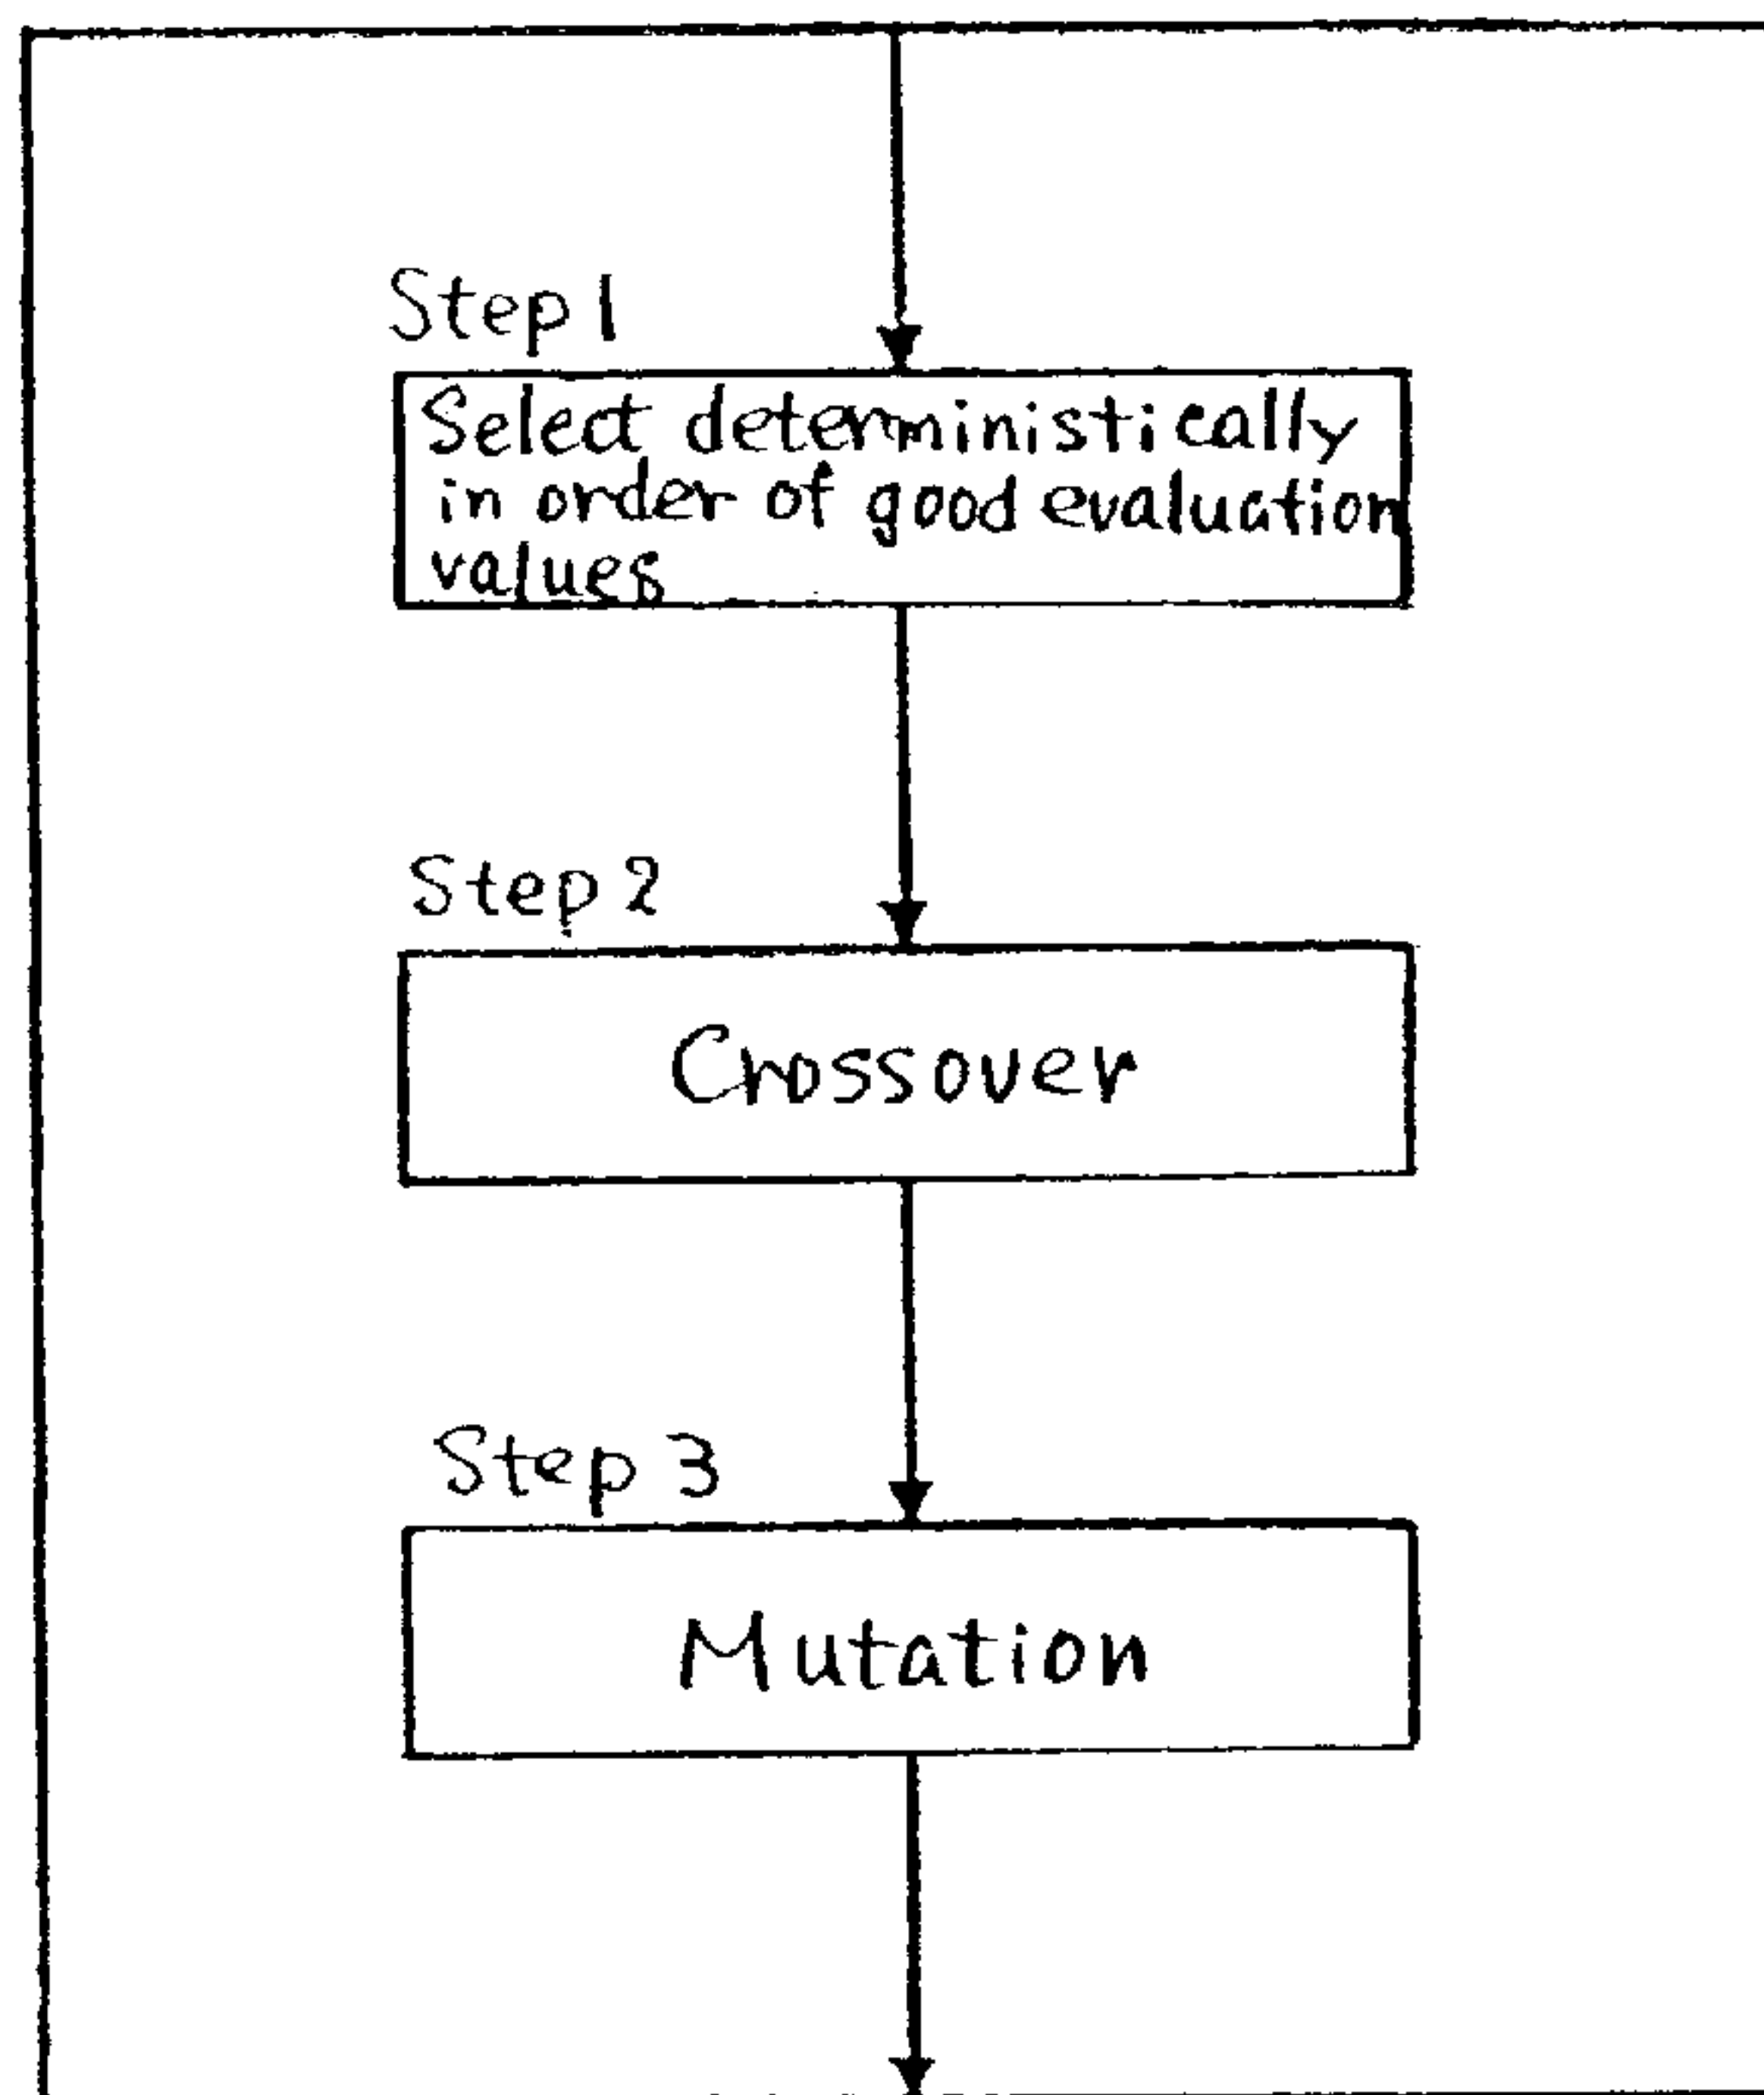 Step 1
Select deterministically
in order of good evaluation
values
Step 2
Crossover
Step 3
Mutation